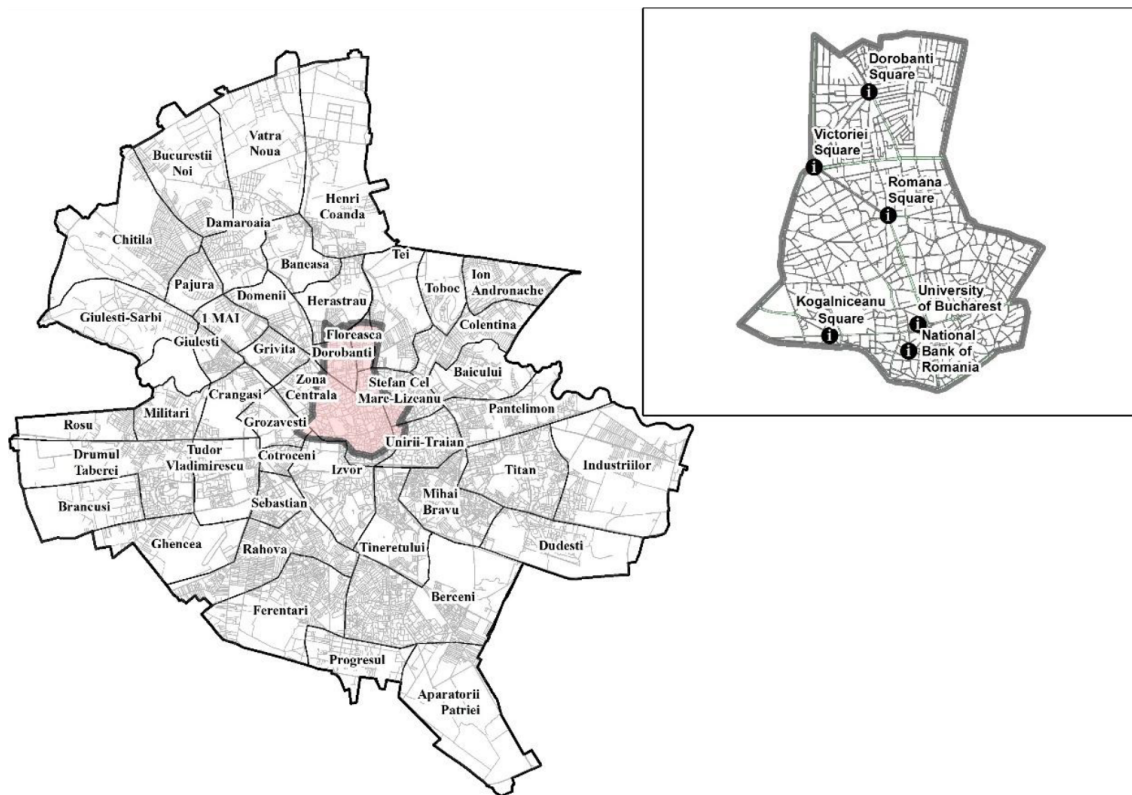 Vatra
Noua
Bucurestii
Noi
Henri
Coanda
Damaroaia
Chitila
Baneasa
Tei
Ion
Andronache
Toboc
Pajura
Domenii
Herastrau
Giulesti-Sarbi
1 MAI
Colentina
Floreasca
Giulesti
Grivita
Dorobanti
Baicului
Zona
Centrala
Stefan Cel
Mare-Lizeanu
Crangasi
Militari
Pantelimon
Grozavesti
Rosu
Unirii-Traian
Drumul
Taberei
Tudor
Vladimirescu
Cotroceni
Izvor
Titan
Industriilor
Brancusi
Sebastian
Mihai
Bravu
Ghencea
Rahova
Tineretului
Dudesti
Berceni
Ferentari
Progresul
Aparatorii
Patriei
Dorobanti
Square
i
Victoriei
Square
i
Romana
Square
i
Kogalniceanu
Square
i
University
of Bucharest
i
National
Bank of
Romania
i